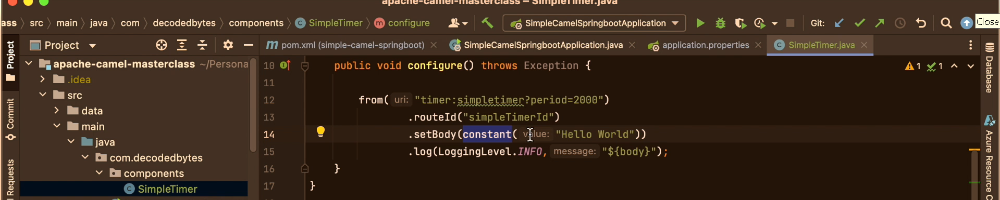 apache-camel-masterclass – SimpleTimer.java
ass src main java com decodedbytes components SimpleTimer configure SimpleCamelSpringbootApplication Git: Close
Project
Project pom.xml (simple-camel-springboot) SimpleCamelSpringbootApplication.java application.properties SimpleTimer.java
Database
apache-camel-masterclass ~/Persona
10 public void configure() throws Exception { 1 1
.idea
11
src
12 from( uri: "timer:simpletimer?period=2000")
data
13 .routeId("simpleTimerId")
Commit
main
14 .setBody(constant( value: "Hello World"))
java
15 .log(LoggingLevel.INFO, message: "${body}");
com.decodedbytes
16 }
components
17 }
SimpleTimer
Requests
Azure Resource